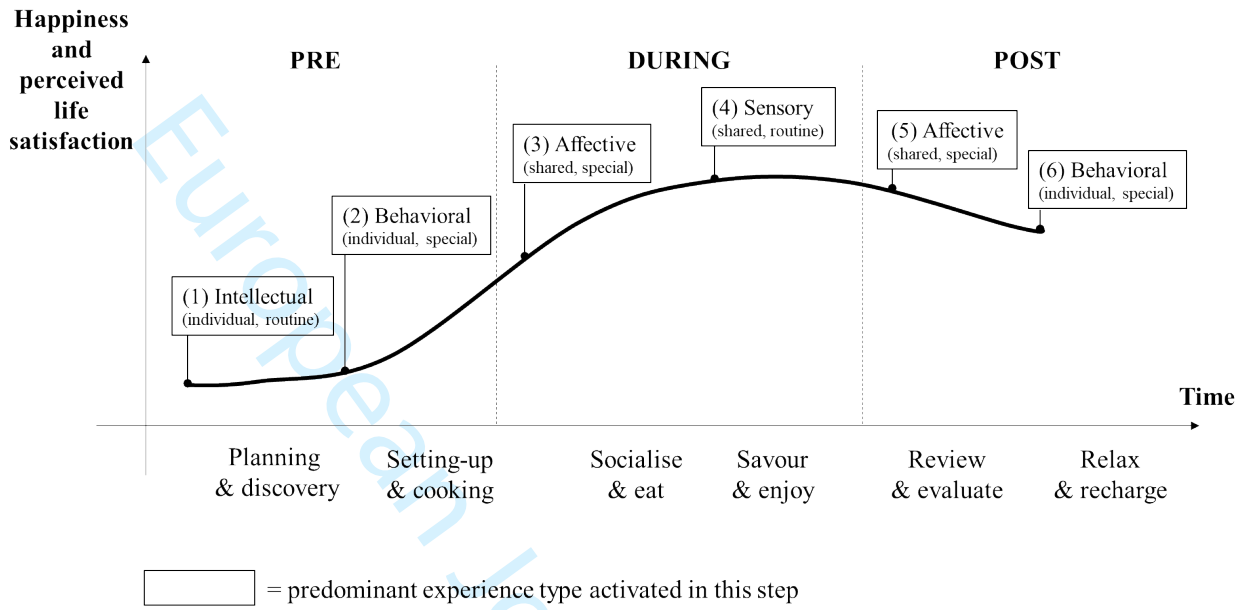 Happiness
and
perceived
life
satisfaction
PRE
DURING
POST
(1) Intellectual
(individual, routine)
(2) Behavioral
(individual, special)
(3) Affective
(shared, special)
(4) Sensory
(shared, routine)
(5) Affective
(shared, special)
(6) Behavioral
(individual, special)
Time
Planning
& discovery
Setting-up
& cooking
Socialise
& eat
Savour
& enjoy
Review
& evaluate
Relax
& recharge
= predominant experience type activated in this step
European Jo